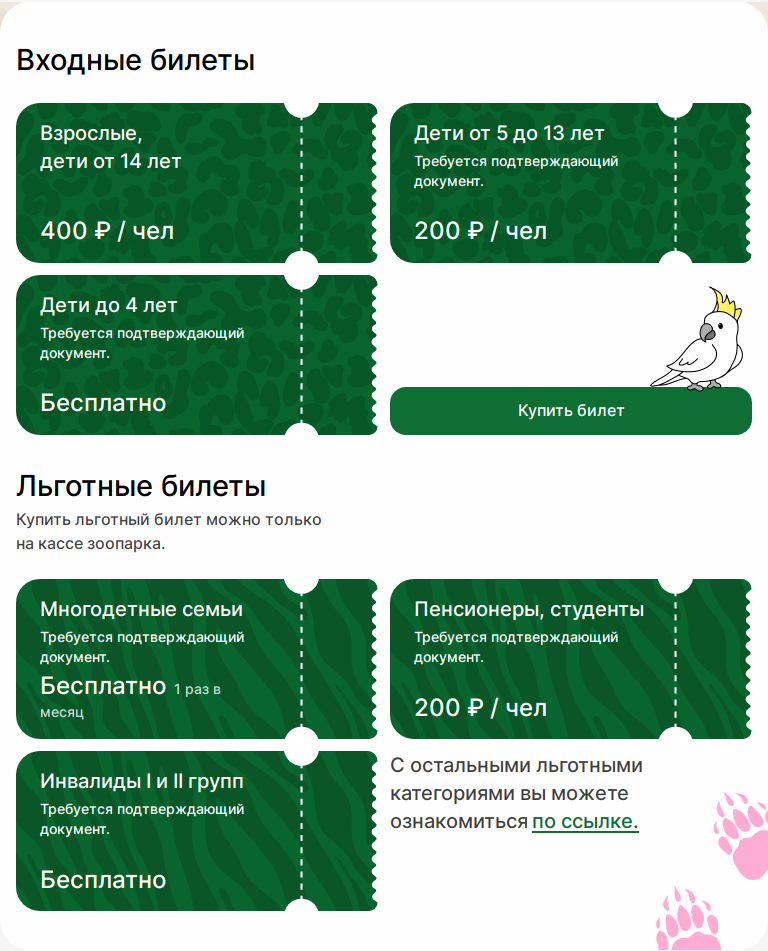 Входные билеты
Взрослые,
дети от 14 лет
400 ₽ / чел
Дети от 5 до 13 лет
Требуется подтверждающий
документ.
200 ₽ / чел
Дети до 4 лет
Требуется подтверждающий
документ.
Бесплатно
Купить билет
Льготные билеты
Купить льготный билет можно только
на кассе зоопарка.
Многодетные семьи
Требуется подтверждающий
документ.
Бесплатно 1 раз в
месяц
Пенсионеры, студенты
Требуется подтверждающий
документ.
200 ₽ / чел
Инвалиды I и II групп
Требуется подтверждающий
документ.
Бесплатно
С остальными льготными
категориями вы можете
ознакомиться по ссылке.